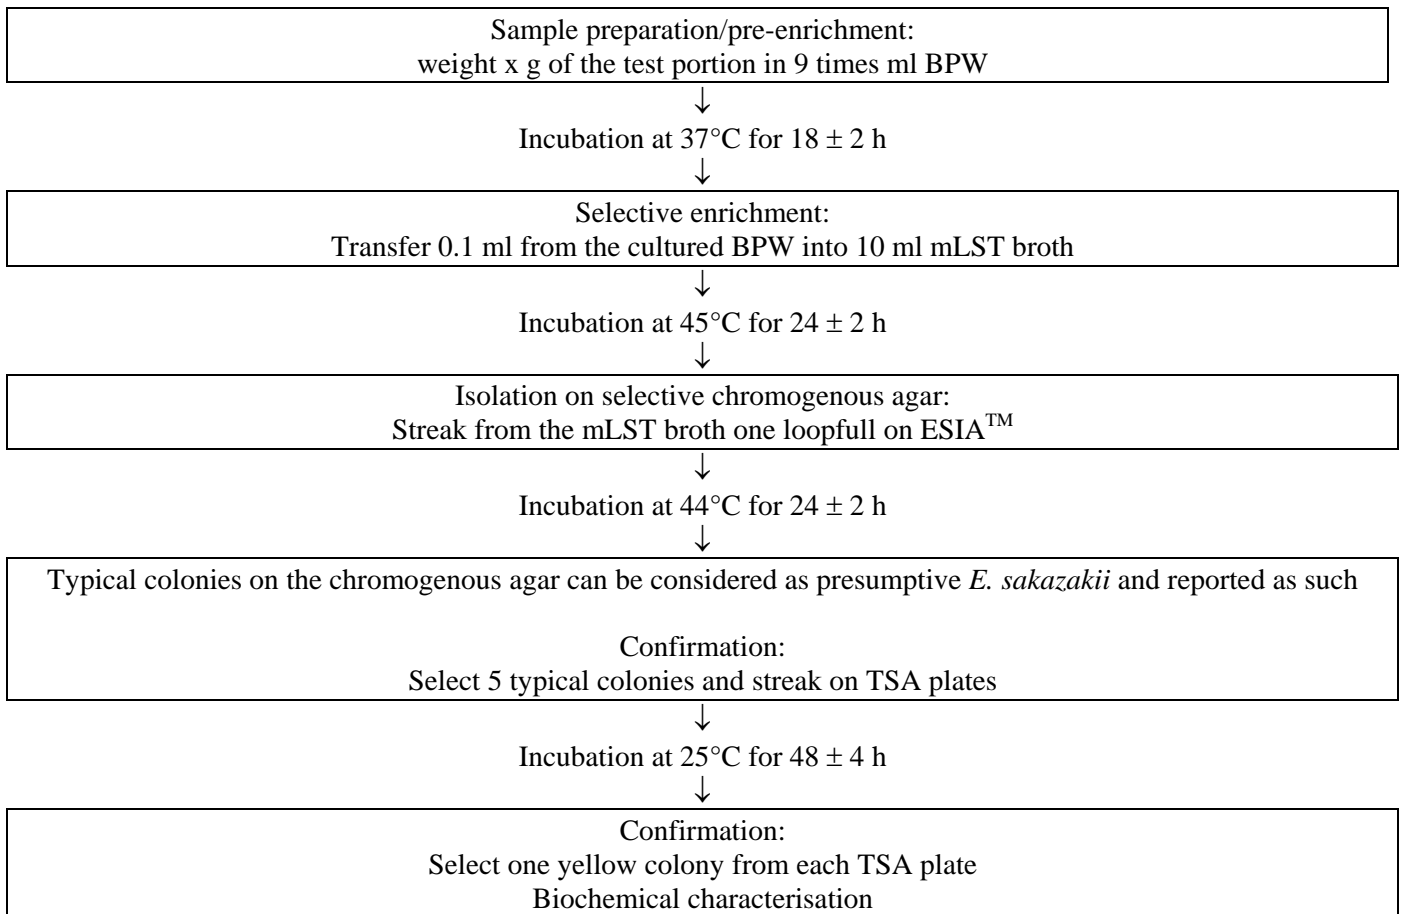 Sample preparation/pre-enrichment:
weight x g of the test portion in 9 times ml BPW
↓
Incubation at 37°C for 18 ± 2 h
↓
Selective enrichment:
Transfer 0.1 ml from the cultured BPW into 10 ml mLST broth
↓
Incubation at 45°C for 24 ± 2 h
↓
Isolation on selective chromogenous agar:
Streak from the mLST broth one loopfull on ESIA™
↓
Incubation at 44°C for 24 ± 2 h
↓
Typical colonies on the chromogenous agar can be considered as presumptive E. sakazakii and reported as such
Confirmation:
Select 5 typical colonies and streak on TSA plates
↓
Incubation at 25°C for 48 ± 4 h
↓
Confirmation:
Select one yellow colony from each TSA plate
Biochemical characterisation